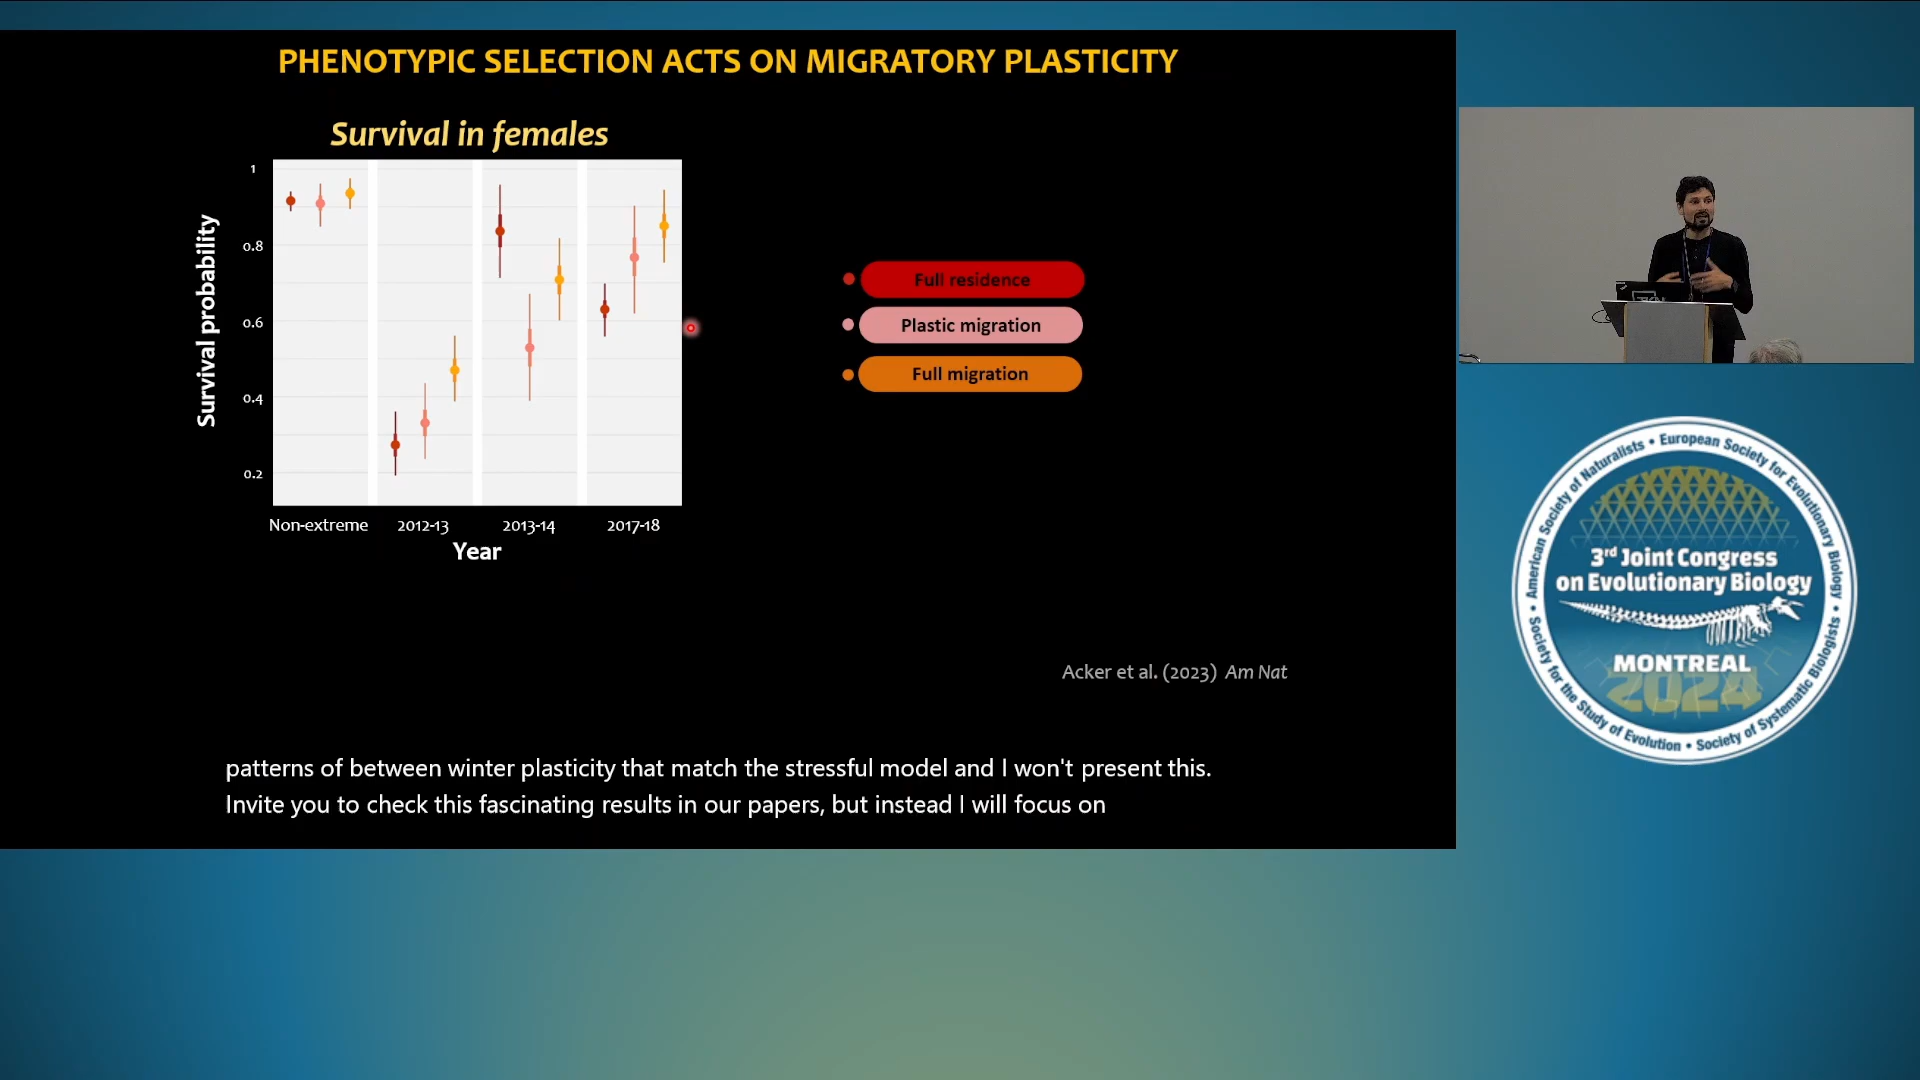 PHENOTYPIC SELECTION ACTS ON MIGRATORY PLASTICITY
Survival in females
Survival probability
1
0.8
0.6
0.4
0.2
Non-extreme
2012-13
2013-14
2017-18
Year
Full residence
Plastic migration
Full migration
Acker et al. (2023) Am Nat
patterns of between winter plasticity that match the stressful model and I won't present this.
Invite you to check this fascinating results in our papers, but instead I will focus on
American Society of Naturalists • European Society for Evolutionary Biology • Society of Systematic Biologists • Society for the Study of Evolution •
3rd Joint Congress
on Evolutionary Biology
MONTREAL
2024